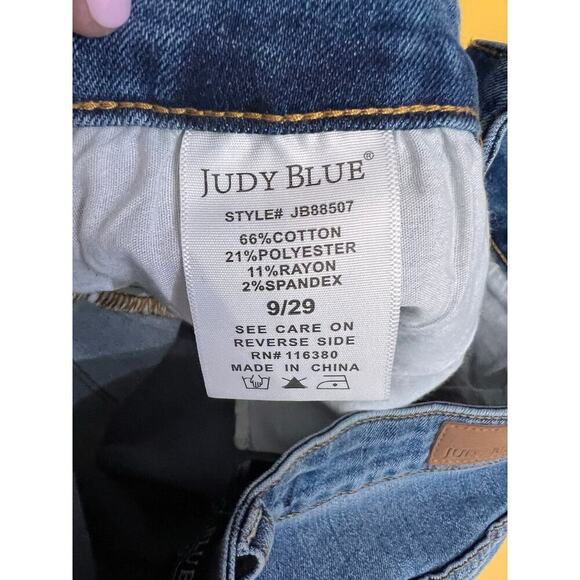 JUDY BLUE®
STYLE# JB88507
66%COTTON
21%POLYESTER
11%RAYON
2%SPANDEX
9/29
SEE CARE ON
REVERSE SIDE
RN# 116380
MADE IN CHINA